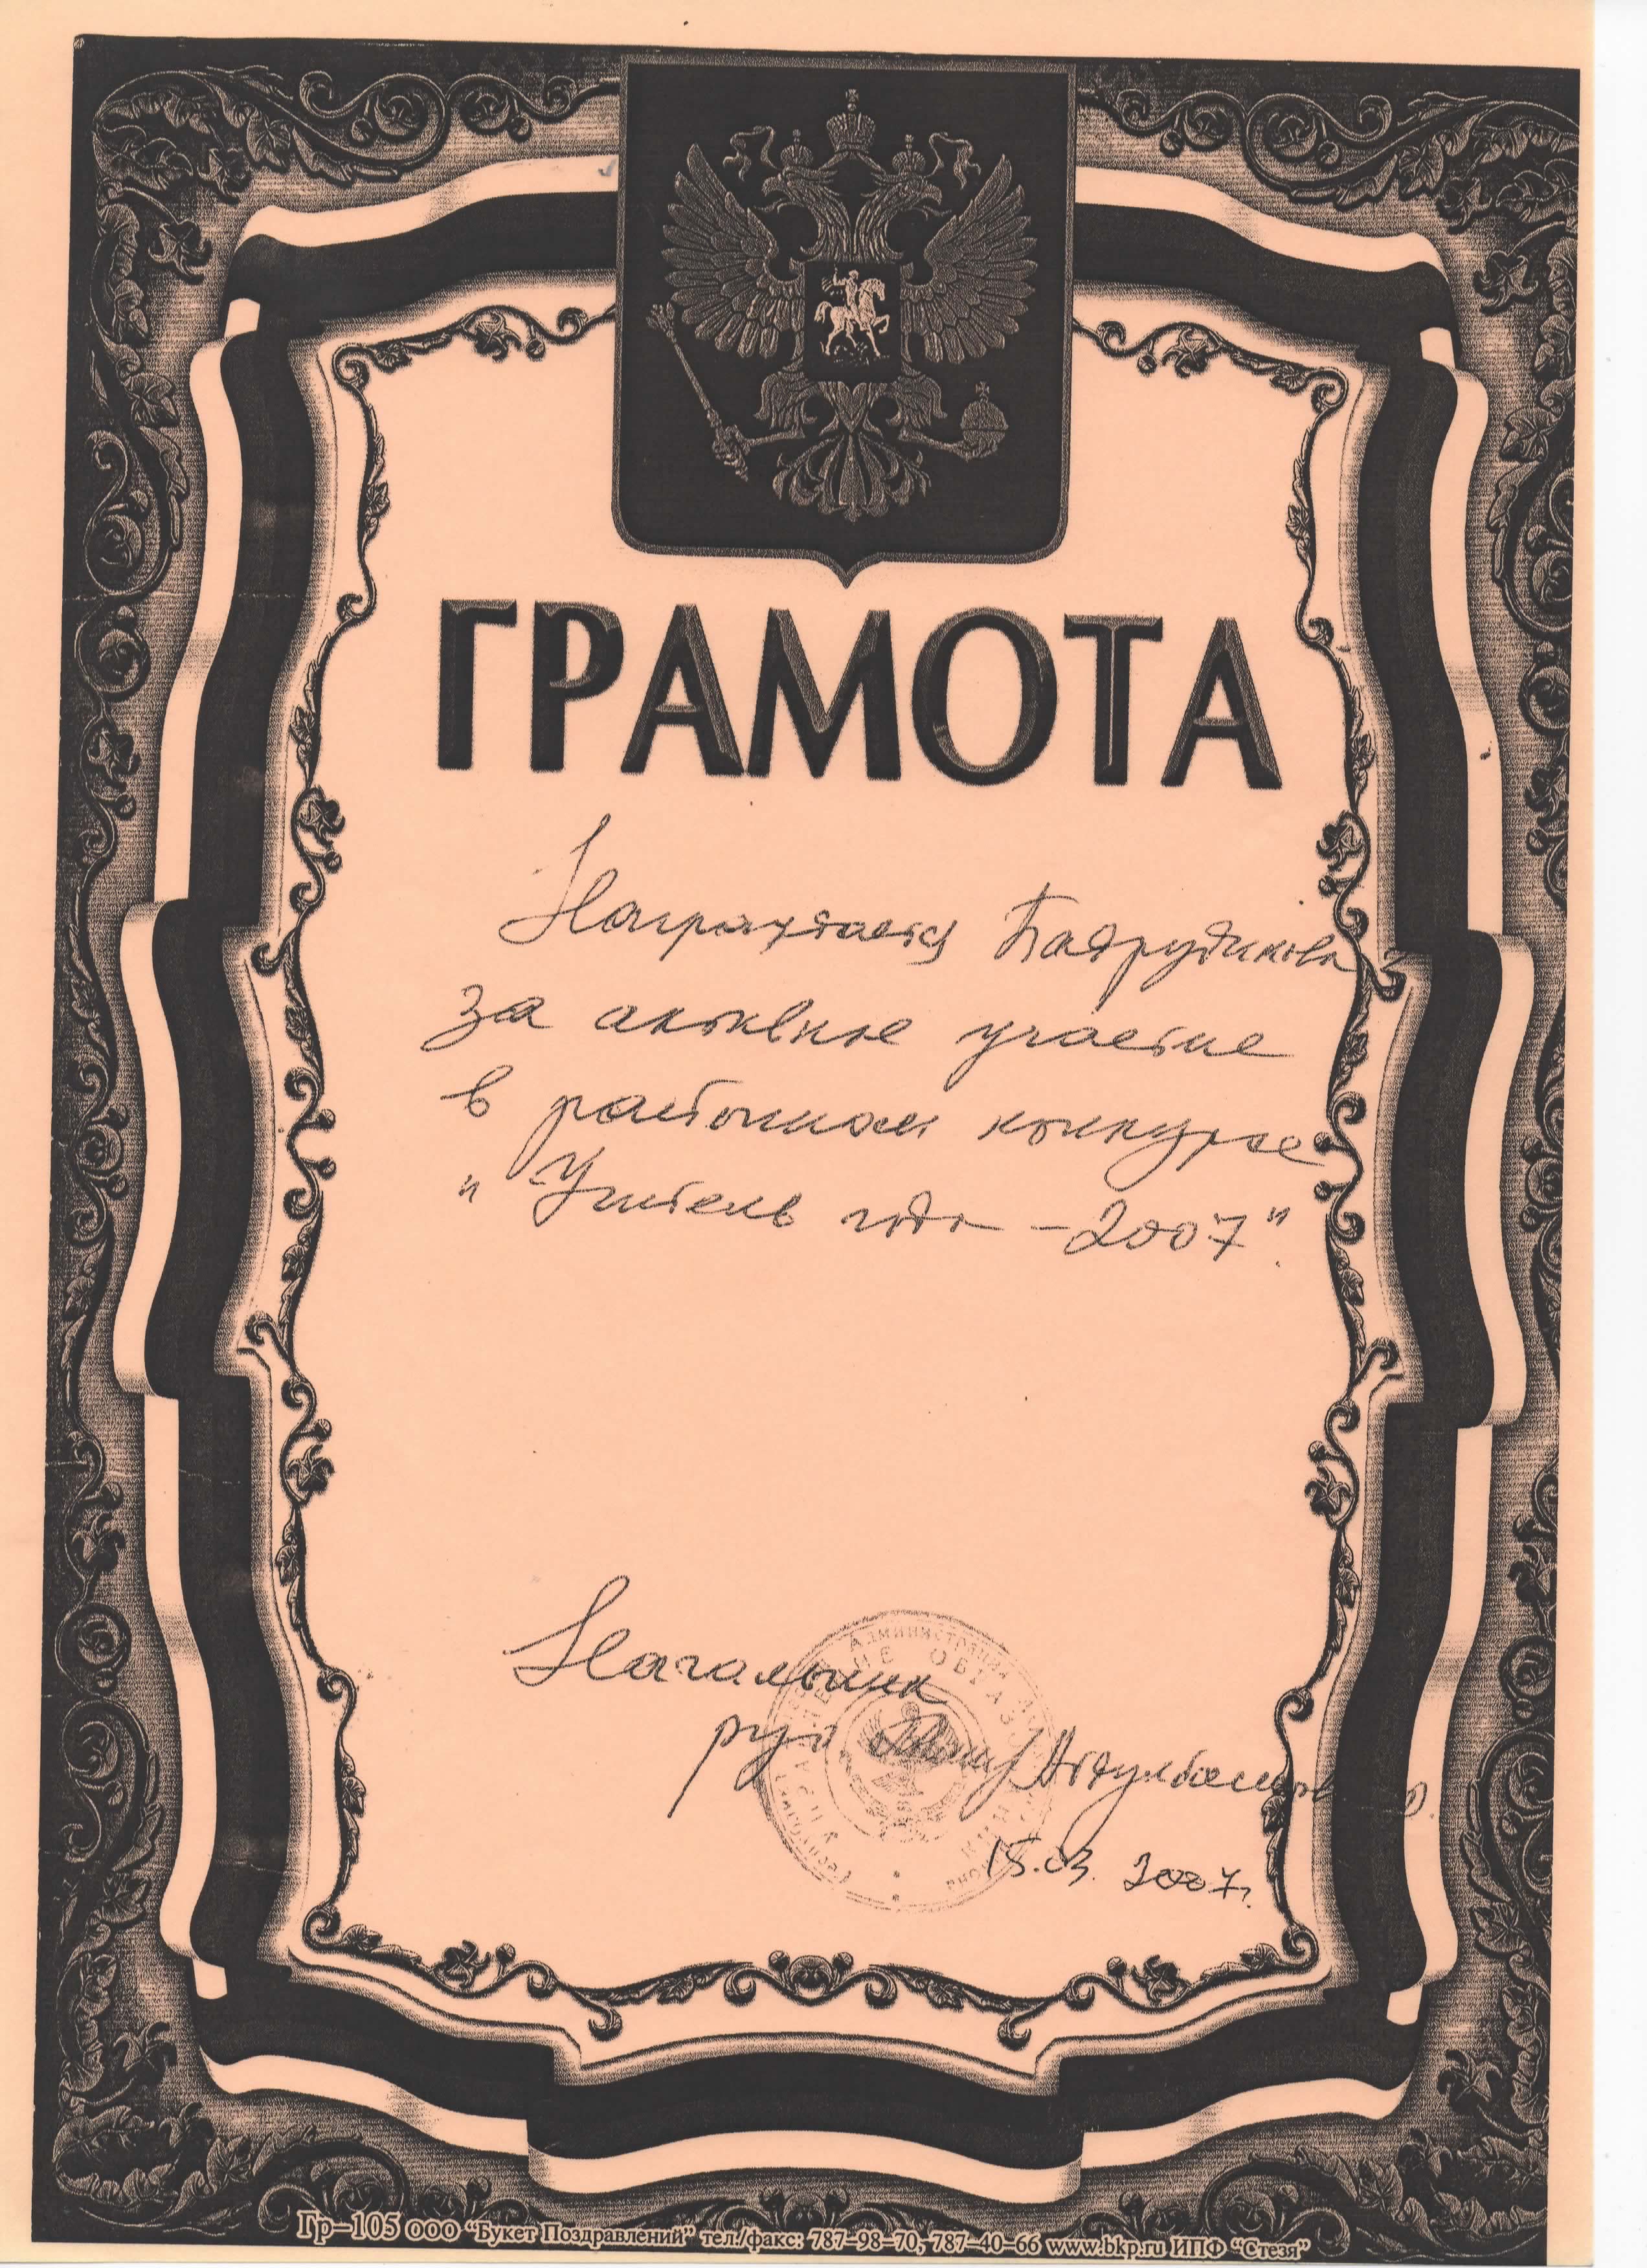 ГРАМОТА
Награждается Бадрудинова
за активное участие
в районном конкурсе
"Учитель года - 2007".
Начальник
РУО Абдулбасиров
15.03. 2007г.
Гр–105 ООО “Букет Поздравлений” тел./факс: 787–98–70, 787–40–66 www.bkp.ru ИПФ “Стезя”